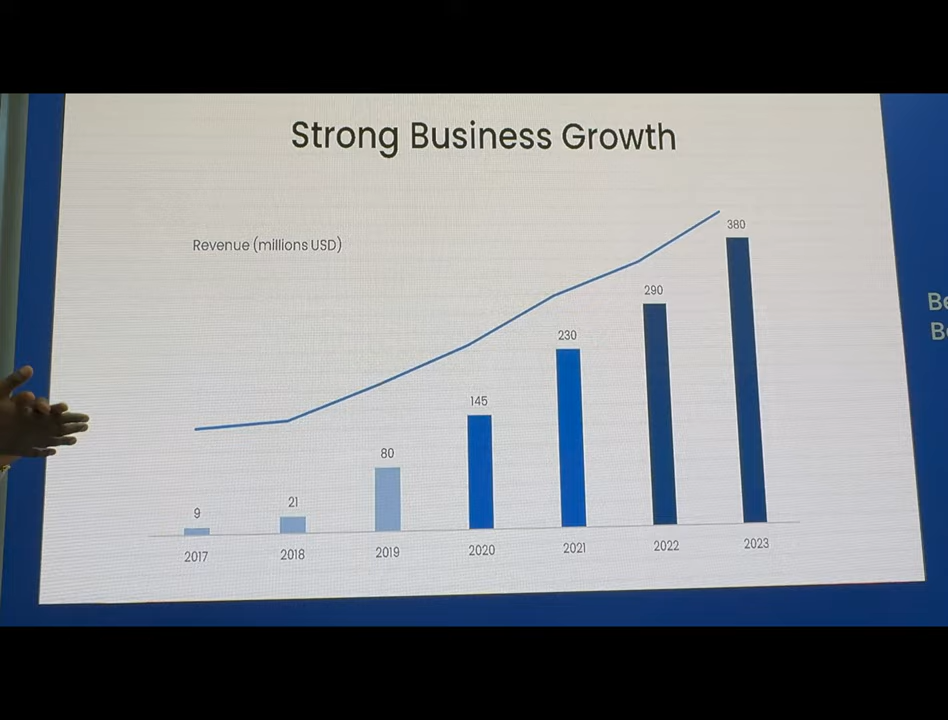 Strong Business Growth
Revenue (millions USD)
380
290
230
145
80
21
9
2017 2018 2019 2020 2021 2022 2023